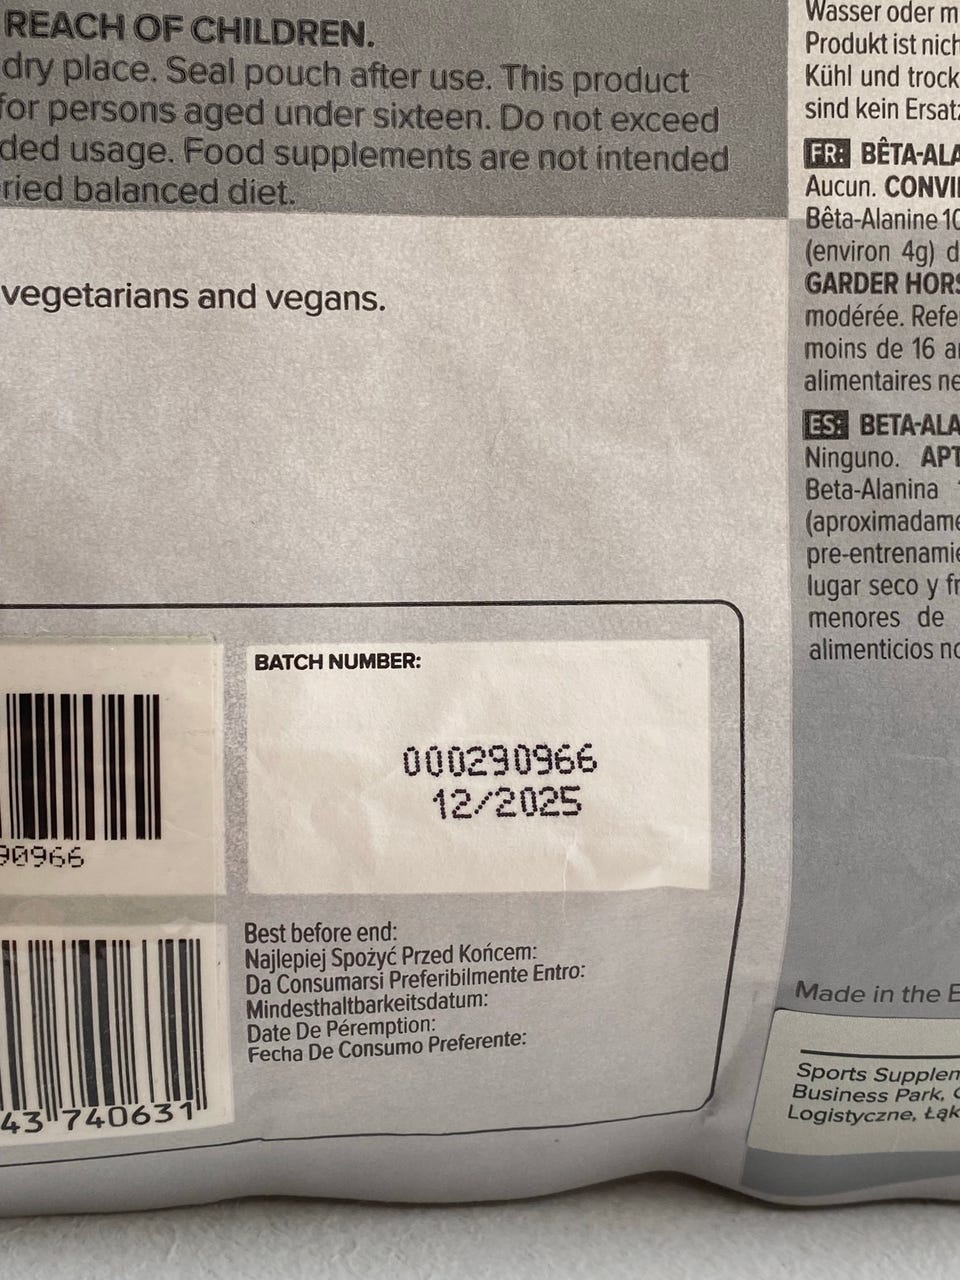 REACH OF CHILDREN.
dry place. Seal pouch after use. This product
for persons aged under sixteen. Do not exceed
ded usage. Food supplements are not intended
ried balanced diet.
vegetarians and vegans.
BATCH NUMBER:
000290966
12/2025
90966
43 740631
Best before end:
Najlepiej Spożyć Przed Końcem:
Da Consumarsi Preferibilmente Entro:
Mindesthaltbarkeitsdatum:
Date De Péremption:
Fecha De Consumo Preferente:
Wasser oder m
Produkt ist nich
Kühl und trock
sind kein Ersatz
FR: BÊTA-ALA
Aucun. CONVI
Bêta-Alanine 10
(environ 4g) d
GARDER HORS
modérée. Refe
moins de 16 a
alimentaires ne
ES: BETA-ALA
Ninguno. APT
Beta-Alanina
(aproximadame
pre-entrenamie
lugar seco y fr
menores de
alimenticios no
Made in the E
Sports Supplem
Business Park, C
Logistyczne, Łąk